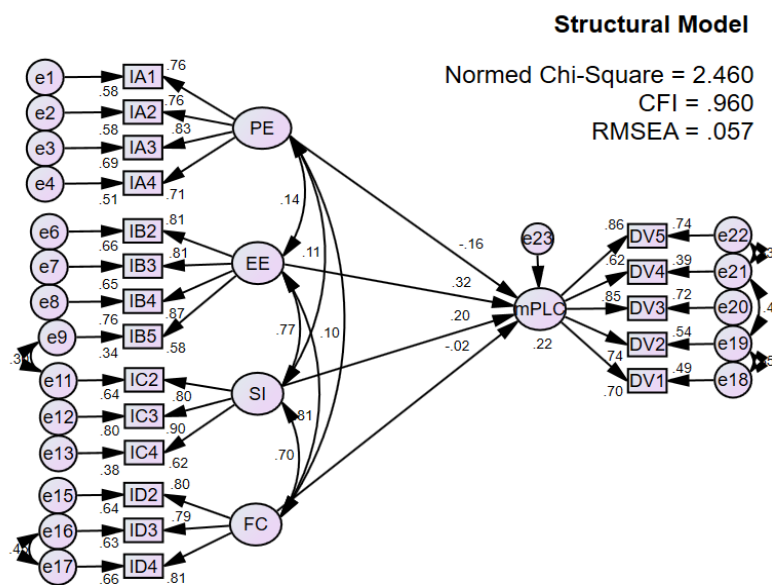 Structural Model
Normed Chi-Square = 2.460
CFI = .960
RMSEA = .057
e1 IA1 .76
.58
e2 IA2 .76
.58
e3 IA3 .83
.69
e4 IA4 .71
.51
PE
e6 IB2 .81
.66
e7 IB3 .81
.65
e8 IB4 .87
.76
e9 IB5 .58
.34
EE
e11 IC2 .80
.64
e12 IC3 .90
.80
e13 IC4 .62
.38
SI
e15 ID2 .80
.64
e16 ID3 .79
.63
e17 ID4 .81
.66
FC
.14
.11
.10
.77
.81
.70
-.16
.32
.20
-.02
e23
mPLC
.22
.86 DV5 .74 e22
.62 DV4 .39 e21
.85 DV3 .72 e20
.74 DV2 .54 e19
.70 DV1 .49 e18